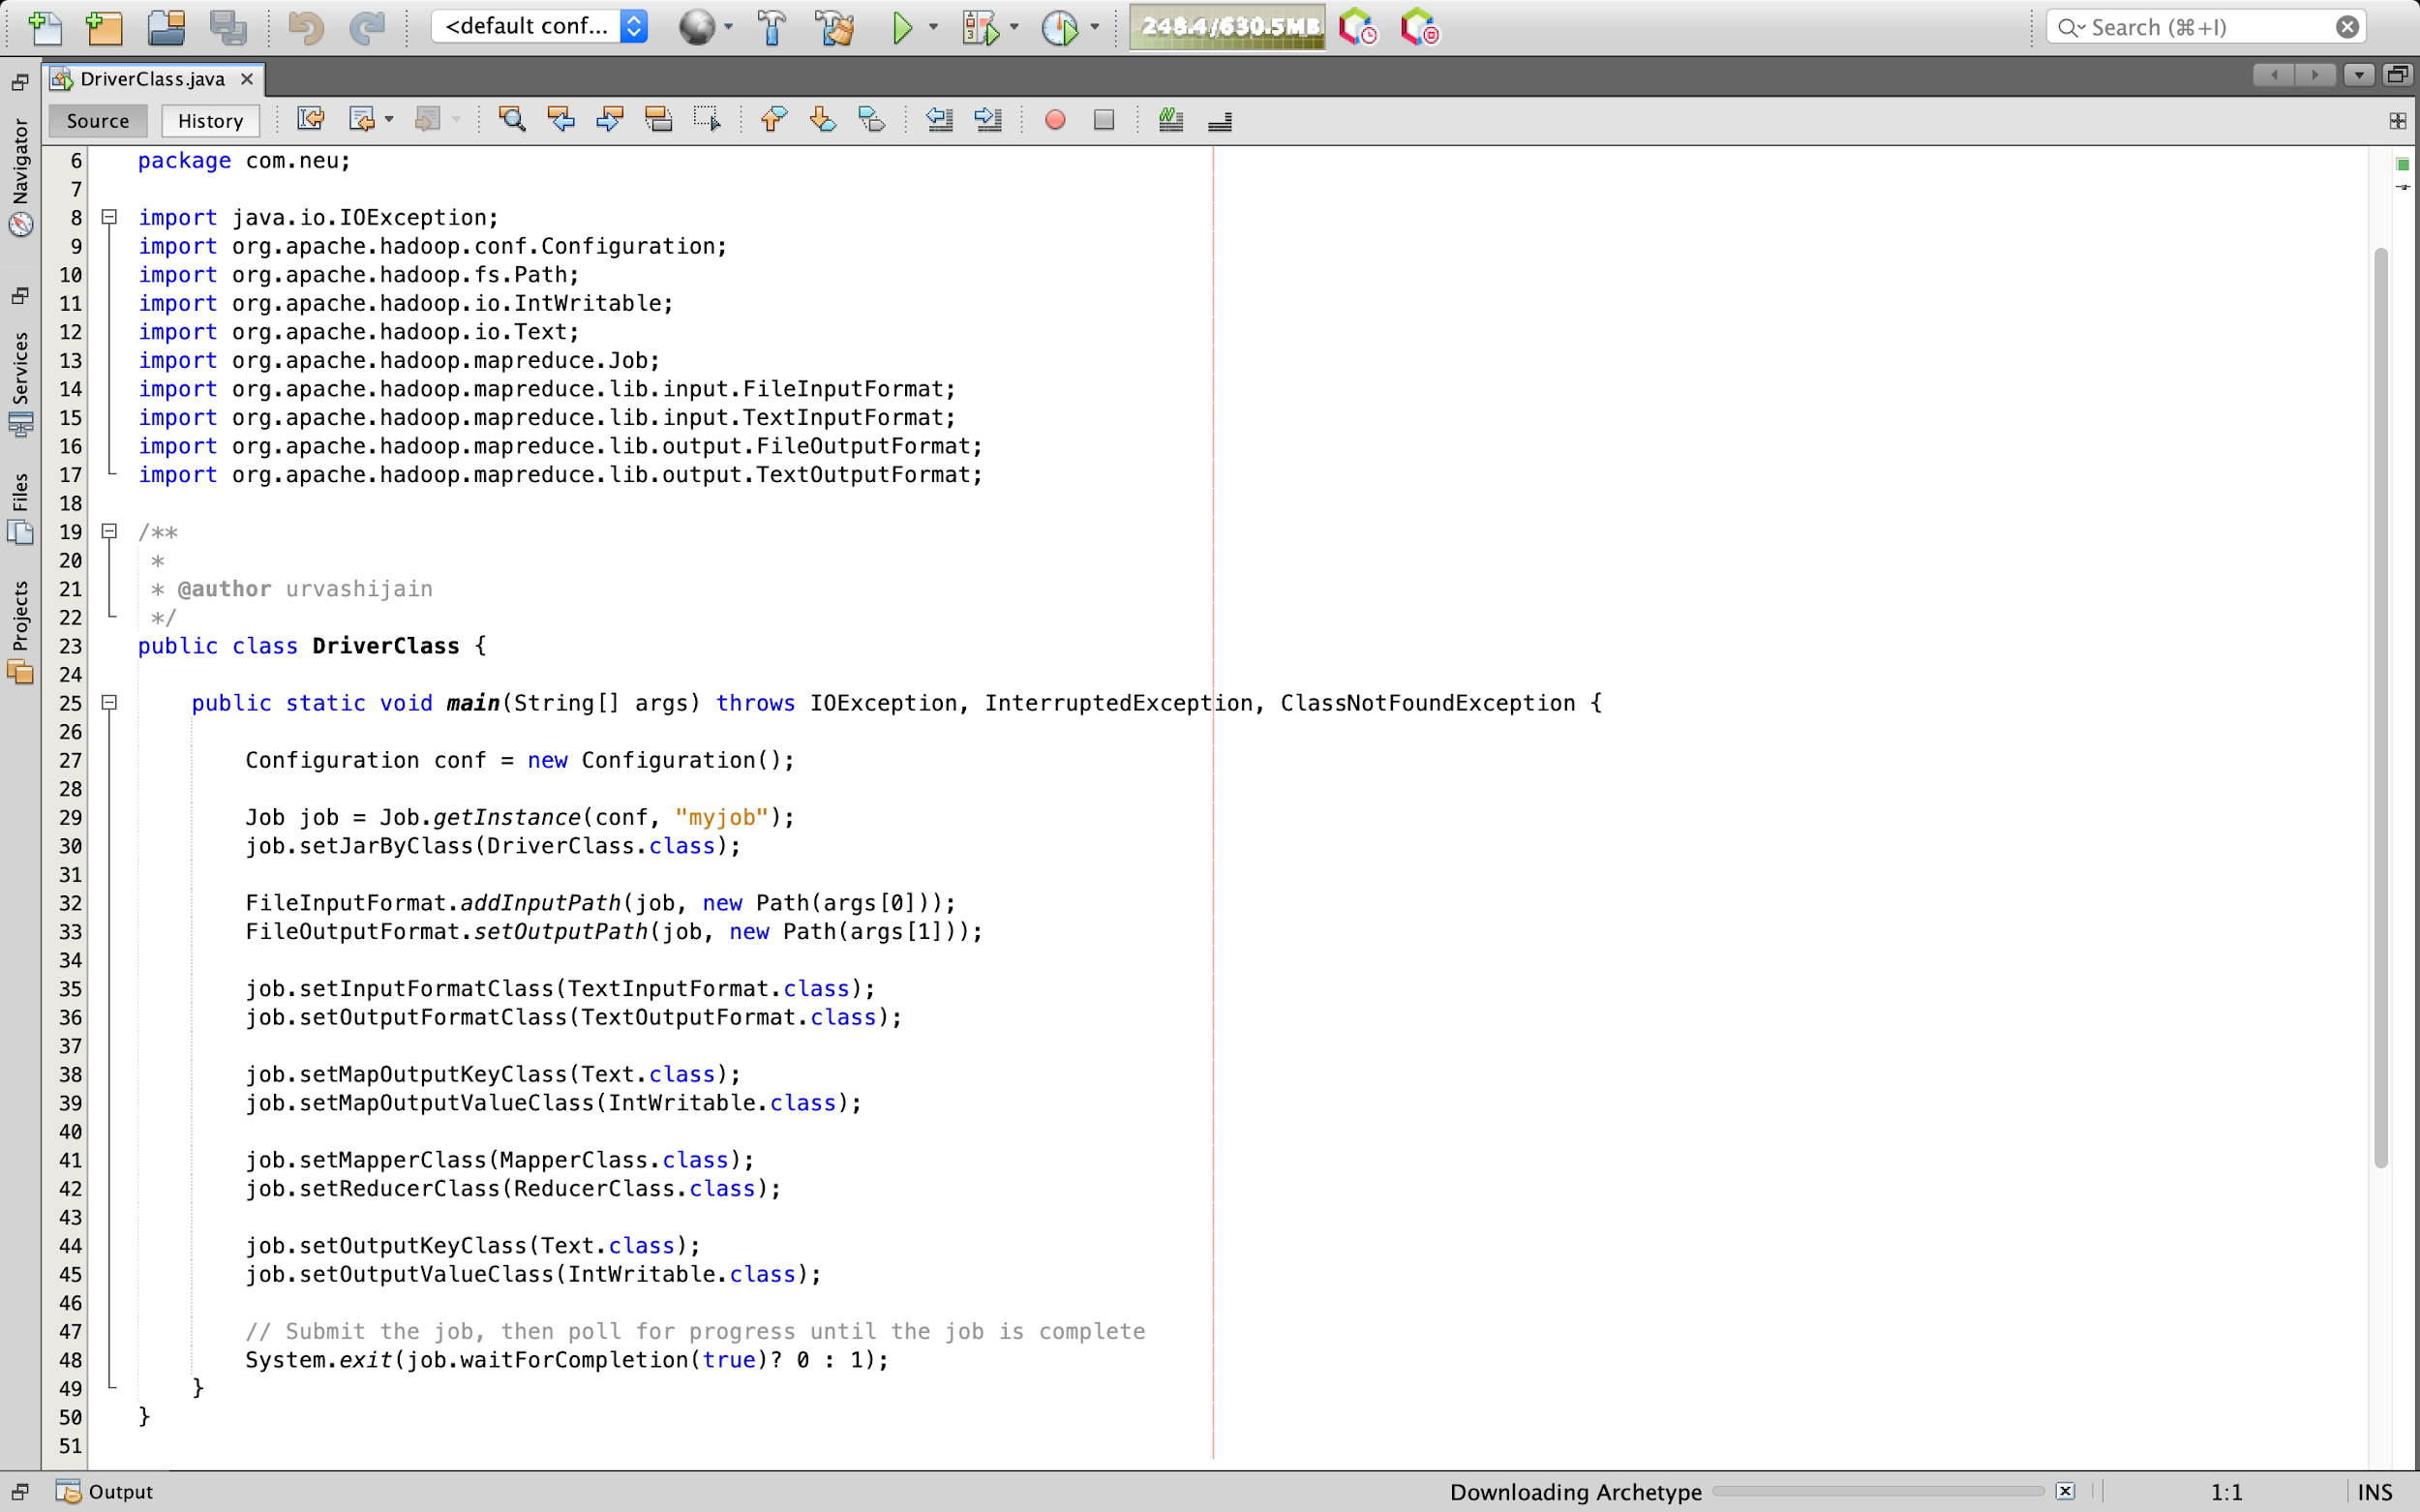 <default conf...
248.4/630.5MB
Search (⌘+I)
DriverClass.java
Source History
Navigator
Services
Files
Projects
6 package com.neu;
7
8 import java.io.IOException;
9 import org.apache.hadoop.conf.Configuration;
10 import org.apache.hadoop.fs.Path;
11 import org.apache.hadoop.io.IntWritable;
12 import org.apache.hadoop.io.Text;
13 import org.apache.hadoop.mapreduce.Job;
14 import org.apache.hadoop.mapreduce.lib.input.FileInputFormat;
15 import org.apache.hadoop.mapreduce.lib.input.TextInputFormat;
16 import org.apache.hadoop.mapreduce.lib.output.FileOutputFormat;
17 import org.apache.hadoop.mapreduce.lib.output.TextOutputFormat;
18
19 /**
20  *
21  * @author urvashijain
22  */
23 public class DriverClass {
24
25     public static void main(String[] args) throws IOException, InterruptedException, ClassNotFoundException {
26
27         Configuration conf = new Configuration();
28
29         Job job = Job.getInstance(conf, "myjob");
30         job.setJarByClass(DriverClass.class);
31
32         FileInputFormat.addInputPath(job, new Path(args[0]));
33         FileOutputFormat.setOutputPath(job, new Path(args[1]));
34
35         job.setInputFormatClass(TextInputFormat.class);
36         job.setOutputFormatClass(TextOutputFormat.class);
37
38         job.setMapOutputKeyClass(Text.class);
39         job.setMapOutputValueClass(IntWritable.class);
40
41         job.setMapperClass(MapperClass.class);
42         job.setReducerClass(ReducerClass.class);
43
44         job.setOutputKeyClass(Text.class);
45         job.setOutputValueClass(IntWritable.class);
46
47         // Submit the job, then poll for progress until the job is complete
48         System.exit(job.waitForCompletion(true)? 0 : 1);
49     }
50 }
51
Output
Downloading Archetype
1:1
INS